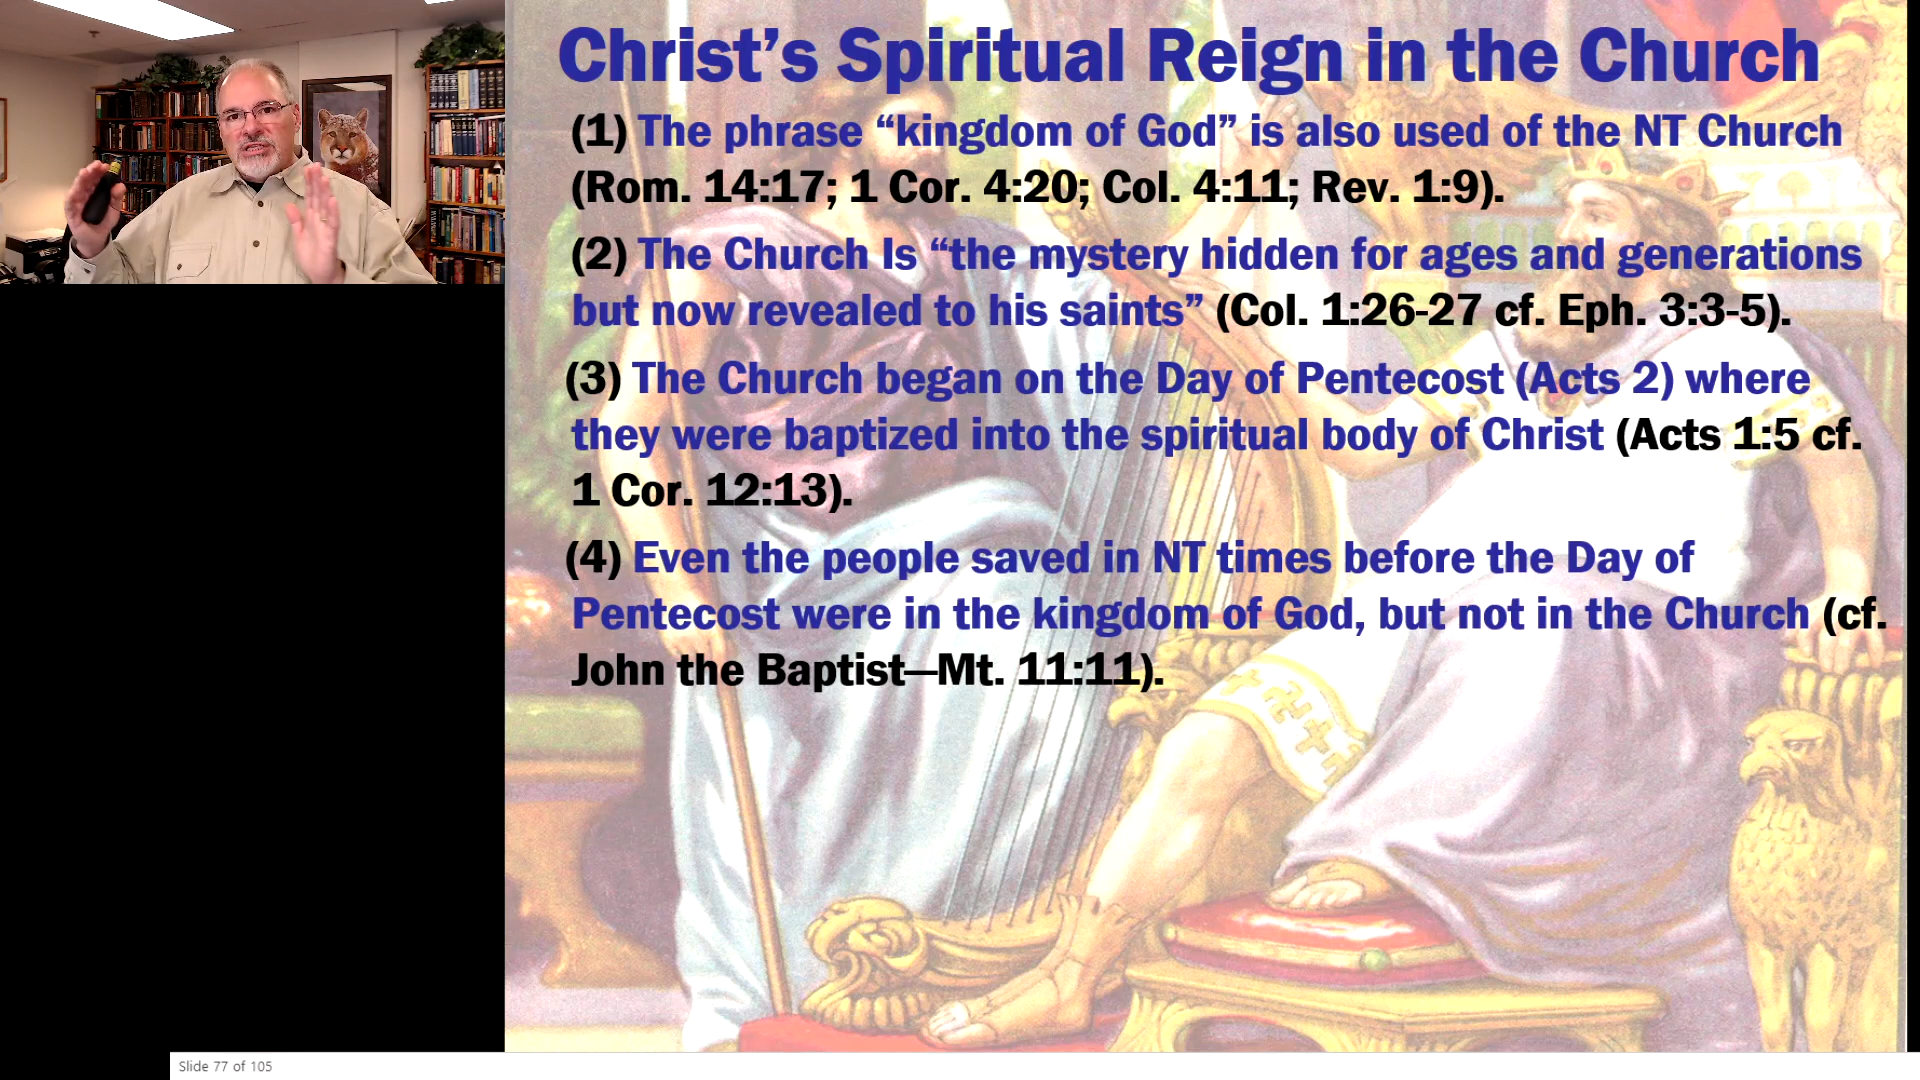 Christ’s Spiritual Reign in the Church
(1) The phrase “kingdom of God” is also used of the NT Church
(Rom. 14:17; 1 Cor. 4:20; Col. 4:11; Rev. 1:9).
(2) The Church Is “the mystery hidden for ages and generations
but now revealed to his saints” (Col. 1:26-27 cf. Eph. 3:3-5).
(3) The Church began on the Day of Pentecost (Acts 2) where
they were baptized into the spiritual body of Christ (Acts 1:5 cf.
1 Cor. 12:13).
(4) Even the people saved in NT times before the Day of
Pentecost were in the kingdom of God, but not in the Church (cf.
John the Baptist—Mt. 11:11).
Slide 77 of 105